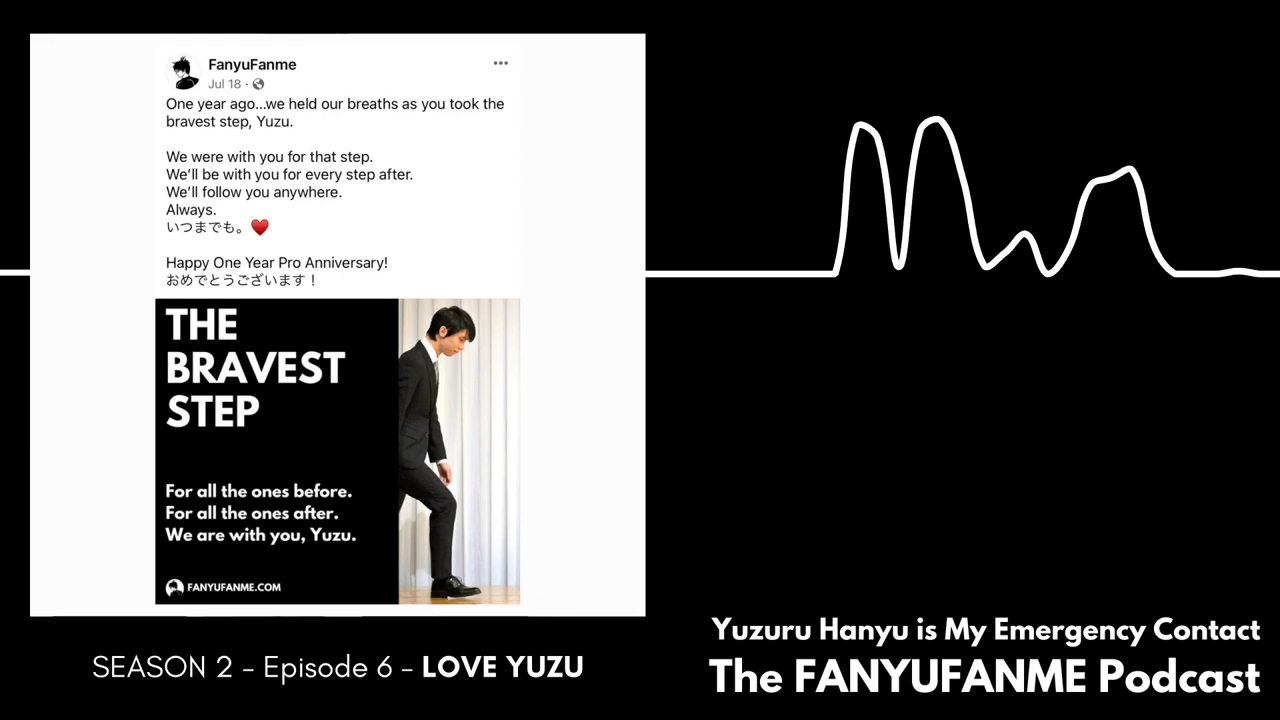 FanyuFanme
Jul 18 ·
One year ago...we held our breaths as you took the
bravest step, Yuzu.
We were with you for that step.
We'll be with you for every step after.
We'll follow you anywhere.
Always.
いつまでも。❤️
Happy One Year Pro Anniversary!
おめでとうございます！
THE
BRAVEST
STEP
For all the ones before.
For all the ones after.
We are with you, Yuzu.
FANYUFANME.COM
SEASON 2 – Episode 6 – LOVE YUZU
Yuzuru Hanyu is My Emergency Contact
The FANYUFANME Podcast